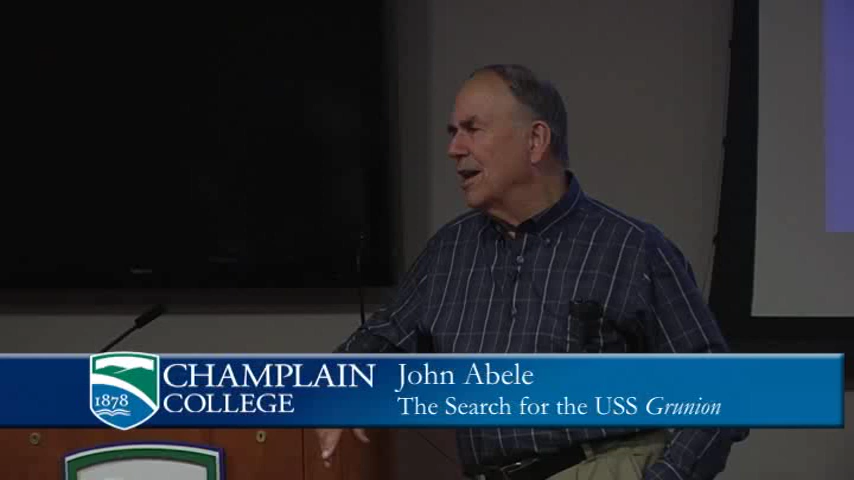 CHAMPLAIN
COLLEGE
1878
John Abele
The Search for the USS Grunion